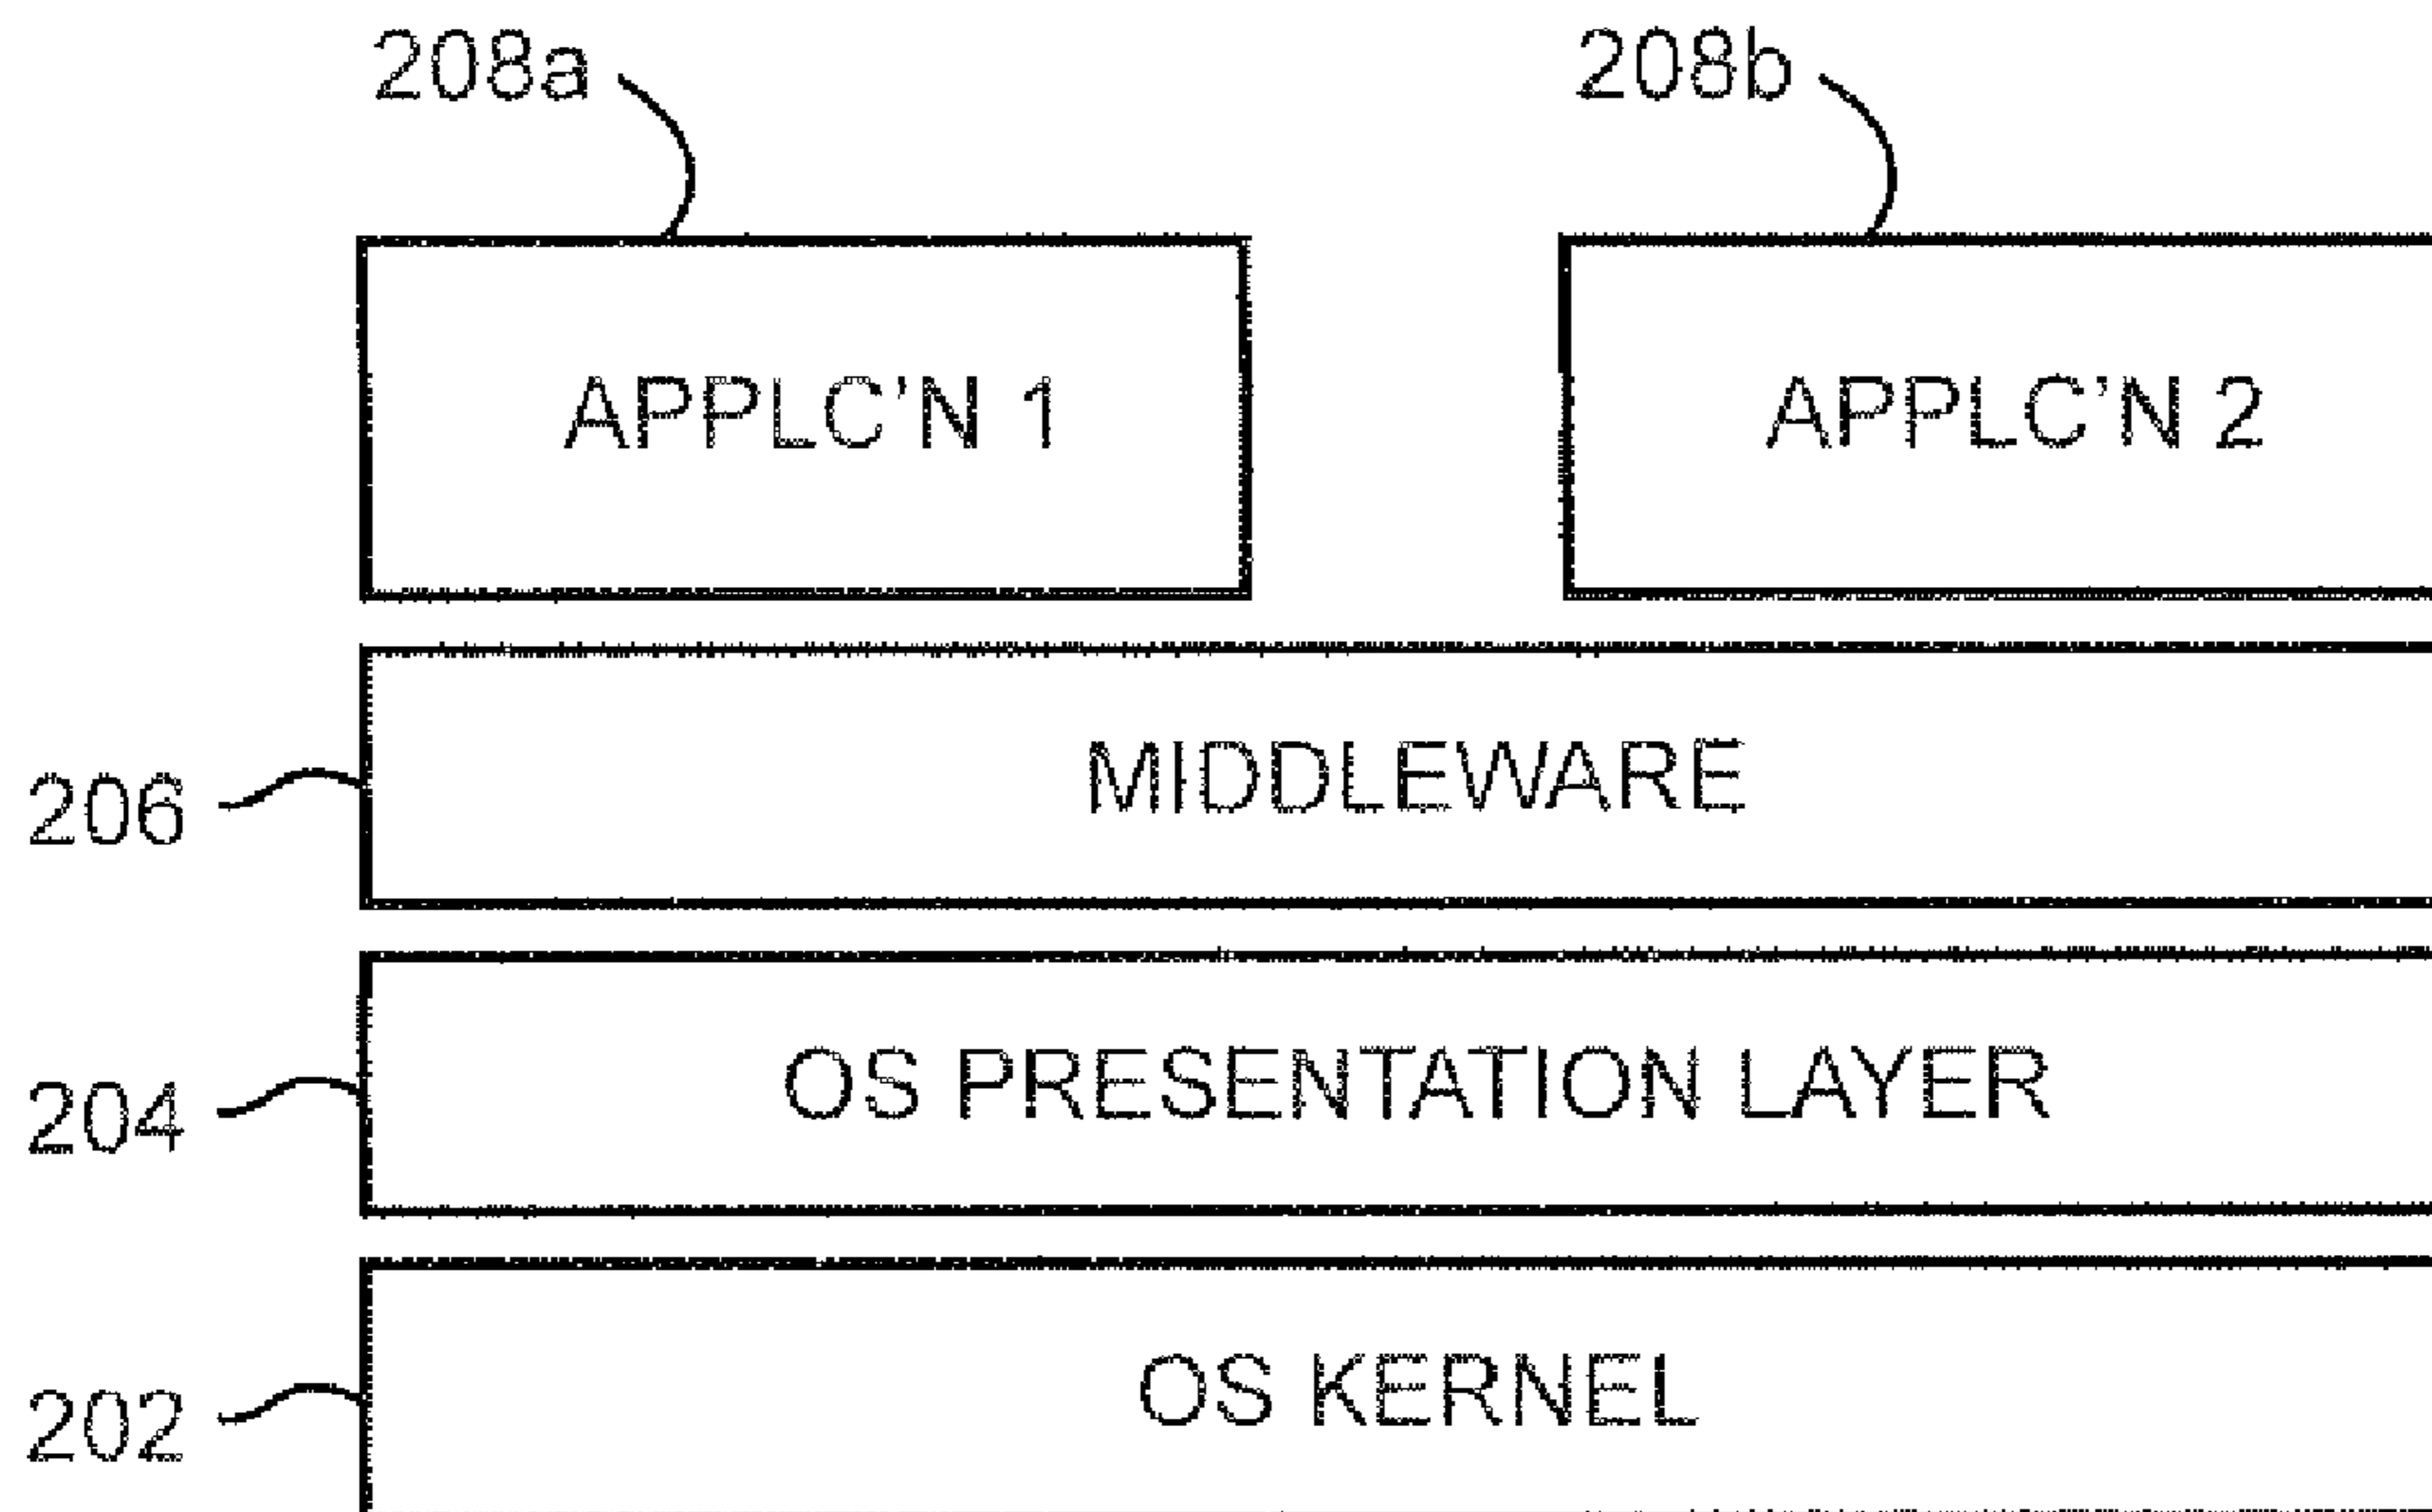 208a 208b
APPLC’N 1 APPLC’N 2
MIDDLEWARE
206
OS PRESENTATION LAYER
204
OS KERNEL
202